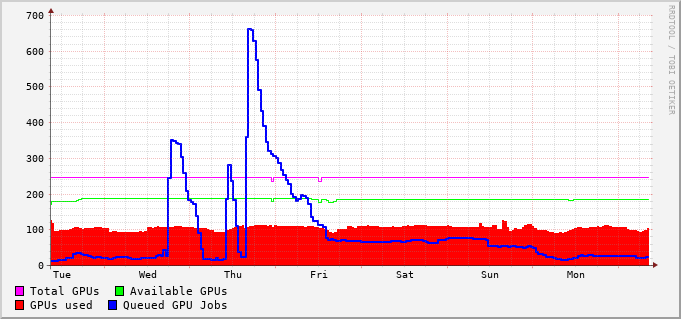 700
600
500
400
300
200
100
0
Tue Wed Thu Fri Sat Sun Mon
Total GPUs Available GPUs
GPUs used Queued GPU Jobs
RRDTOOL / TOBI OETIKER